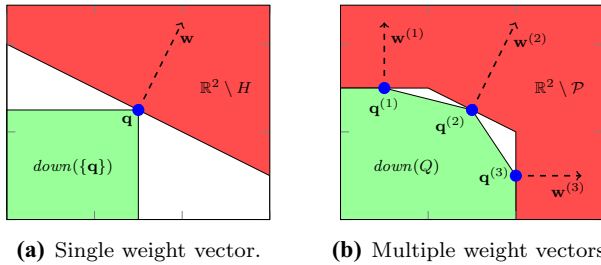 w
ℝ² \ H
q
down({q})
(a) Single weight vector.
w⁽¹⁾
w⁽²⁾
ℝ² \ 𝒫
q⁽¹⁾
q⁽²⁾
down(Q)
q⁽³⁾
w⁽³⁾
(b) Multiple weight vectors